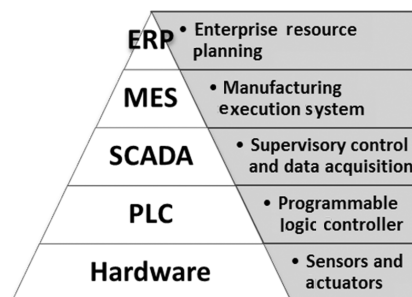 ERP
• Enterprise resource
planning
MES
• Manufacturing
execution system
SCADA
• Supervisory control
and data acquisition
PLC
• Programmable
logic controller
Hardware
• Sensors and
actuators